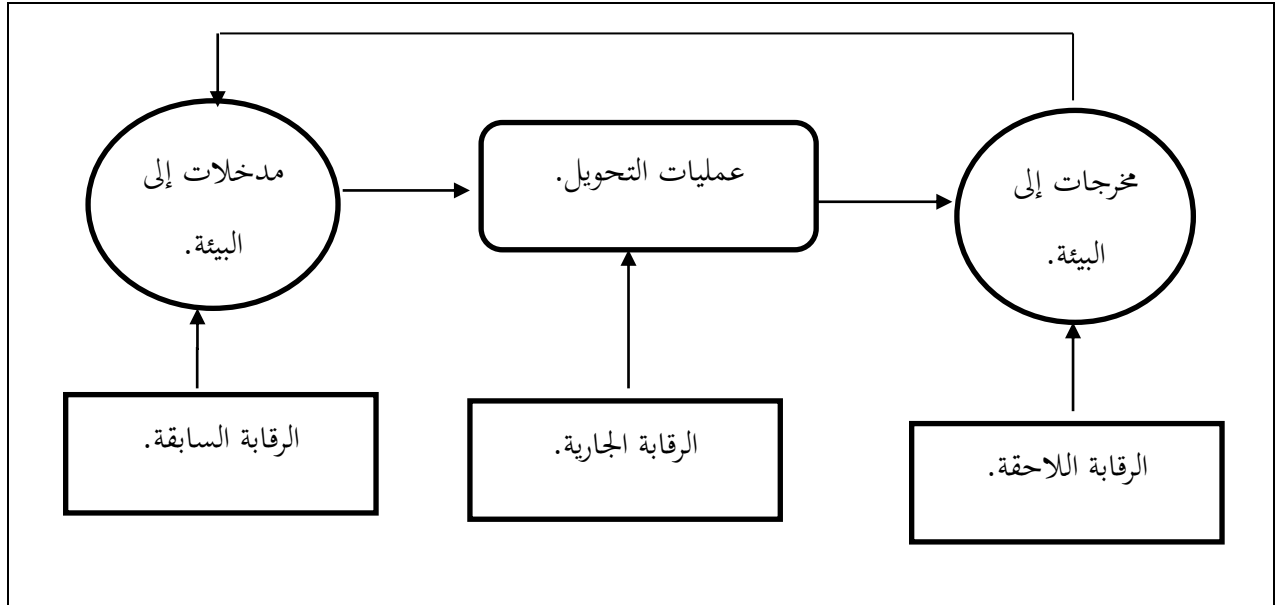 مدخلات إلى
البيئة.
عمليات التحويل.
مخرجات إلى
البيئة.
الرقابة السابقة.
الرقابة الجارية.
الرقابة اللاحقة.